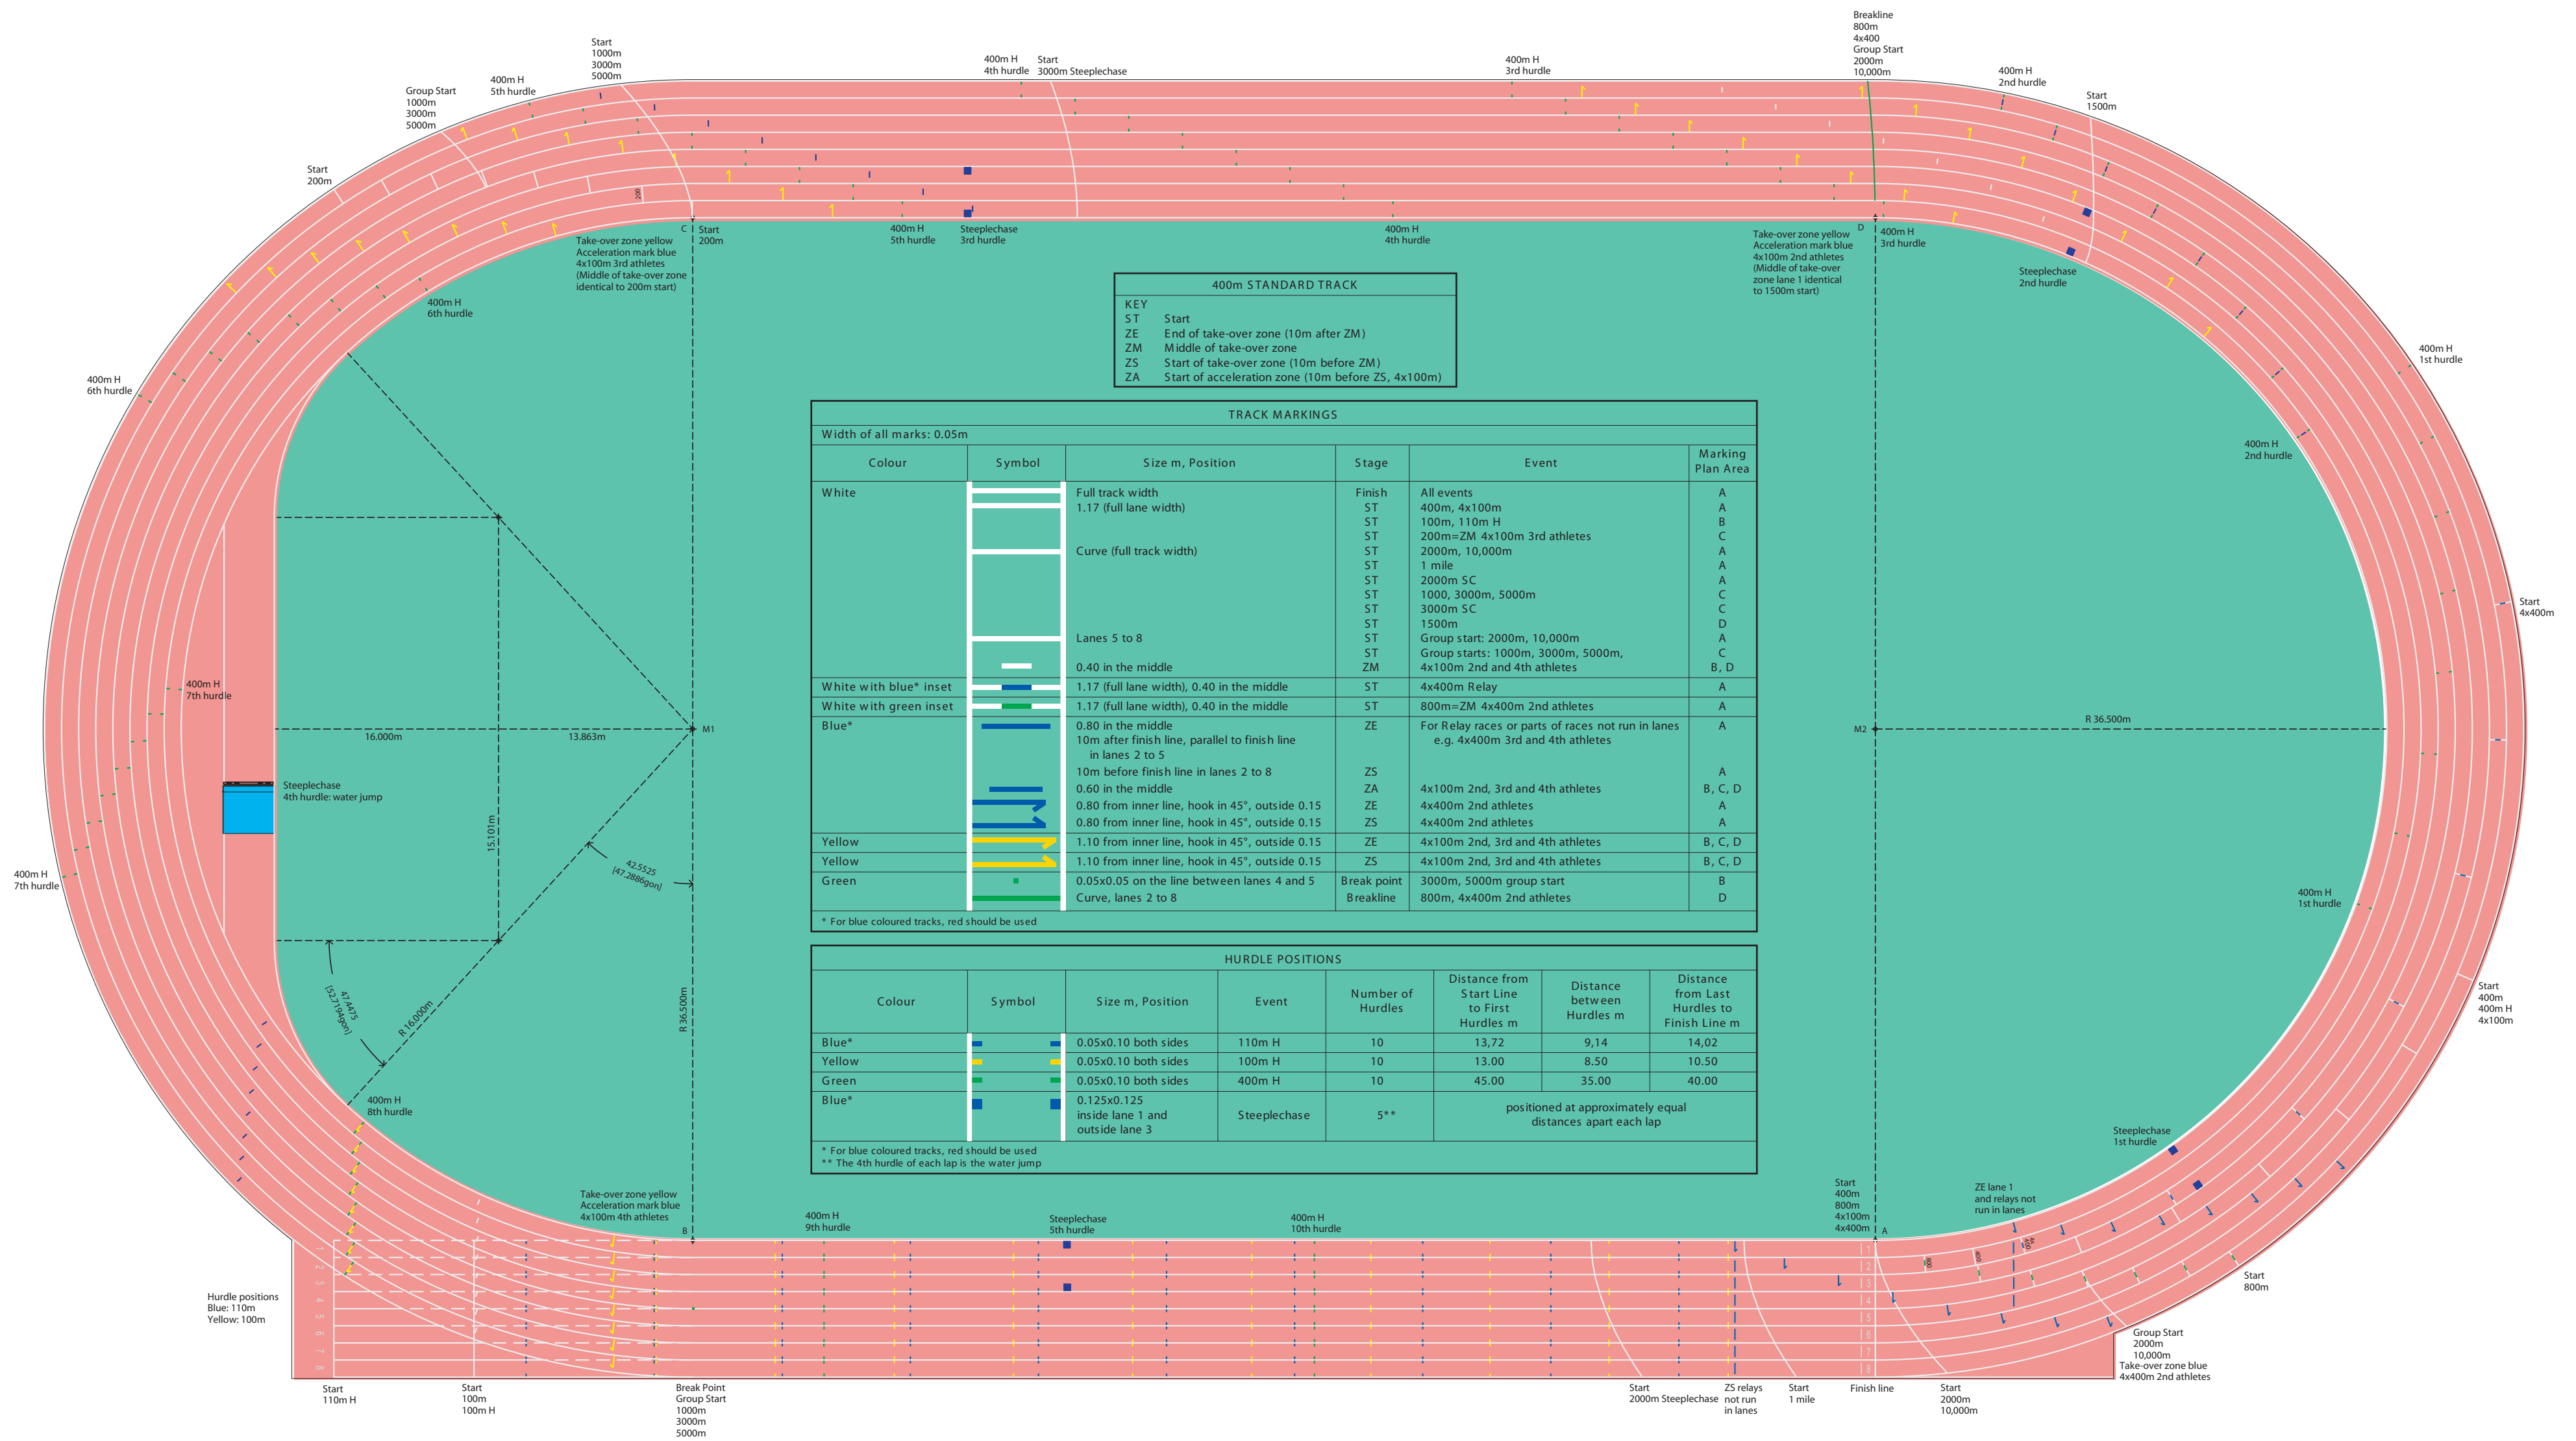 Breakline
800m
4x400
Group Start
2000m
10,000m
Start
1000m
3000m
5000m
400m H
4th hurdle
Start
3000m Steeplechase
400m H
3rd hurdle
400m H
2nd hurdle
Start
1500m
400m H
5th hurdle
Group Start
1000m
3000m
5000m
Start
200m
200
C
Start
200m
Take-over zone yellow
Acceleration mark blue
4x100m 3rd athletes
(Middle of take-over zone
identical to 200m start)
400m H
5th hurdle
Steeplechase
3rd hurdle
400m H
4th hurdle
Take-over zone yellow
Acceleration mark blue
4x100m 2nd athletes
(Middle of take-over
zone lane 1 identical
to 1500m start)
D
400m H
3rd hurdle
Steeplechase
2nd hurdle
400m H
6th hurdle
400m H
6th hurdle
400m H
1st hurdle
400m H
2nd hurdle
Start
4x400m
400m STANDARD TRACK
KEY
ST Start
ZE End of take-over zone (10m after ZM)
ZM Middle of take-over zone
ZS Start of take-over zone (10m before ZM)
ZA Start of acceleration zone (10m before ZS, 4x100m)
TRACK MARKINGS
Width of all marks: 0.05m
Colour Symbol Size m, Position Stage Event Marking
Plan Area
White Full track width Finish All events A
1.17 (full lane width) ST 400m, 4x100m A
ST 100m, 110m H B
ST 200m=ZM 4x100m 3rd athletes C
Curve (full track width) ST 2000m, 10,000m A
ST 1 mile A
ST 2000m SC A
ST 1000, 3000m, 5000m C
ST 3000m SC C
ST 1500m D
Lanes 5 to 8 ST Group start: 2000m, 10,000m A
ST Group starts: 1000m, 3000m, 5000m, C
0.40 in the middle ZM 4x100m 2nd and 4th athletes B, D
White with blue* inset 1.17 (full lane width), 0.40 in the middle ST 4x400m Relay A
White with green inset 1.17 (full lane width), 0.40 in the middle ST 800m=ZM 4x400m 2nd athletes A
Blue* 0.80 in the middle ZE For Relay races or parts of races not run in lanes A
10m after finish line, parallel to finish line e.g. 4x400m 3rd and 4th athletes
in lanes 2 to 5
10m before finish line in lanes 2 to 8 ZS A
0.60 in the middle ZA 4x100m 2nd, 3rd and 4th athletes B, C, D
0.80 from inner line, hook in 45°, outside 0.15 ZE 4x400m 2nd athletes A
0.80 from inner line, hook in 45°, outside 0.15 ZS 4x400m 2nd athletes A
Yellow 1.10 from inner line, hook in 45°, outside 0.15 ZE 4x100m 2nd, 3rd and 4th athletes B, C, D
Yellow 1.10 from inner line, hook in 45°, outside 0.15 ZS 4x100m 2nd, 3rd and 4th athletes B, C, D
Green 0.05x0.05 on the line between lanes 4 and 5 Break point 3000m, 5000m group start B
Curve, lanes 2 to 8 Breakline 800m, 4x400m 2nd athletes D
* For blue coloured tracks, red should be used
HURDLE POSITIONS
Colour Symbol Size m, Position Event Number of
Hurdles Distance from
Start Line
to First
Hurdles m Distance
between
Hurdles m Distance
from Last
Hurdles to
Finish Line m
Blue* 0.05x0.10 both sides 110m H 10 13,72 9,14 14,02
Yellow 0.05x0.10 both sides 100m H 10 13.00 8.50 10.50
Green 0.05x0.10 both sides 400m H 10 45.00 35.00 40.00
Blue* 0.125x0.125
inside lane 1 and
outside lane 3 Steeplechase 5** positioned at approximately equal
distances apart each lap
* For blue coloured tracks, red should be used
** The 4th hurdle of each lap is the water jump
400m H
7th hurdle
16.000m
13.863m
M1
M2
R 36.500m
Steeplechase
4th hurdle: water jump
15.101m
42.5525
[47.2886gon]
400m H
7th hurdle
400m H
1st hurdle
47.4475
[52.7194gon]
R 16.000m
R 36.500m
Start
400m
400m H
4x100m
400m H
8th hurdle
Steeplechase
1st hurdle
Take-over zone yellow
Acceleration mark blue
4x100m 4th athletes
B
400m H
9th hurdle
Steeplechase
5th hurdle
400m H
10th hurdle
Start
400m
800m
4x100m
4x400m
A
ZE lane 1
and relays not
run in lanes
1
2
3
4
5
6
7
8
1
2
3
4
5
6
7
8
800
400
4x
400
Hurdle positions
Blue: 110m
Yellow: 100m
Start
800m
Group Start
2000m
10,000m
Take-over zone blue
4x400m 2nd athletes
Start
110m H
Start
100m
100m H
Break Point
Group Start
1000m
3000m
5000m
Start
2000m Steeplechase
ZS relays
not run
in lanes
Start
1 mile
Finish line
Start
2000m
10,000m